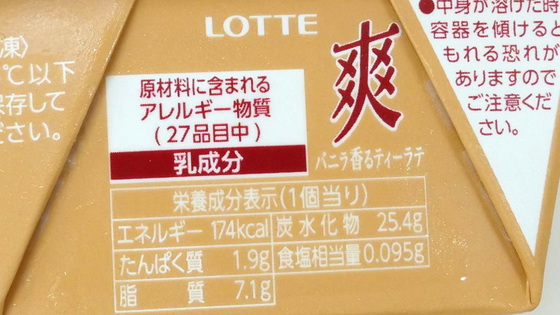 LOTTE
爽
バニラ香るティーラテ
原材料に含まれる
アレルギー物質
(27品目中)
乳成分
栄養成分表示(1個当り)
エネルギー 174kcal 炭水化物 25.4g
たんぱく質 1.9g 食塩相当量 0.095g
脂質 7.1g
凍〉
℃以下
保存して
ださい。
●中身が溶けた時
容器を傾けると
もれる恐れが
ありますので
ご注意くだ
さい。